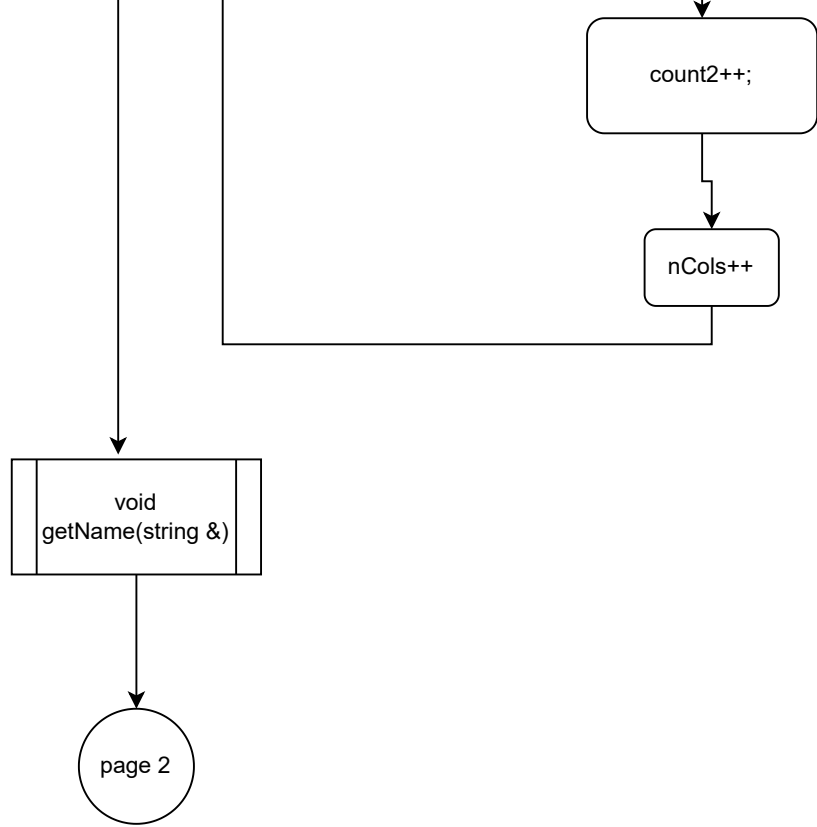 count2++;
nCols++
void
getName(string &)
page 2